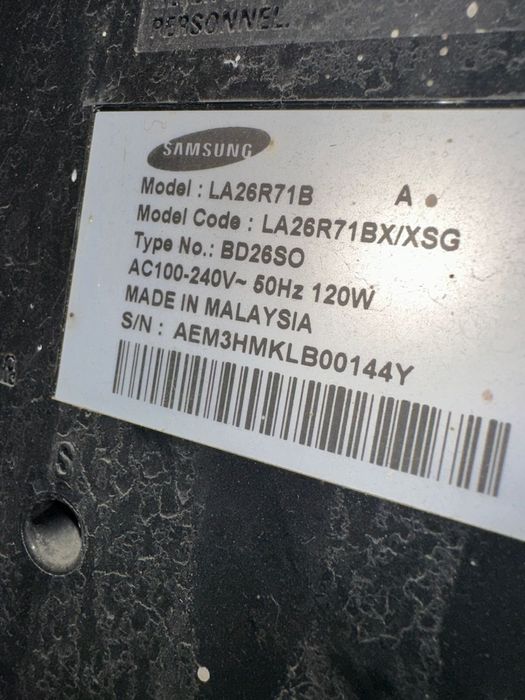 PERSONNEL.
SAMSUNG
Model : LA26R71B A
Model Code : LA26R71BX/XSG
Type No.: BD26SO
AC100-240V~ 50Hz 120W
MADE IN MALAYSIA
S/N : AEM3HMKLB00144Y
S